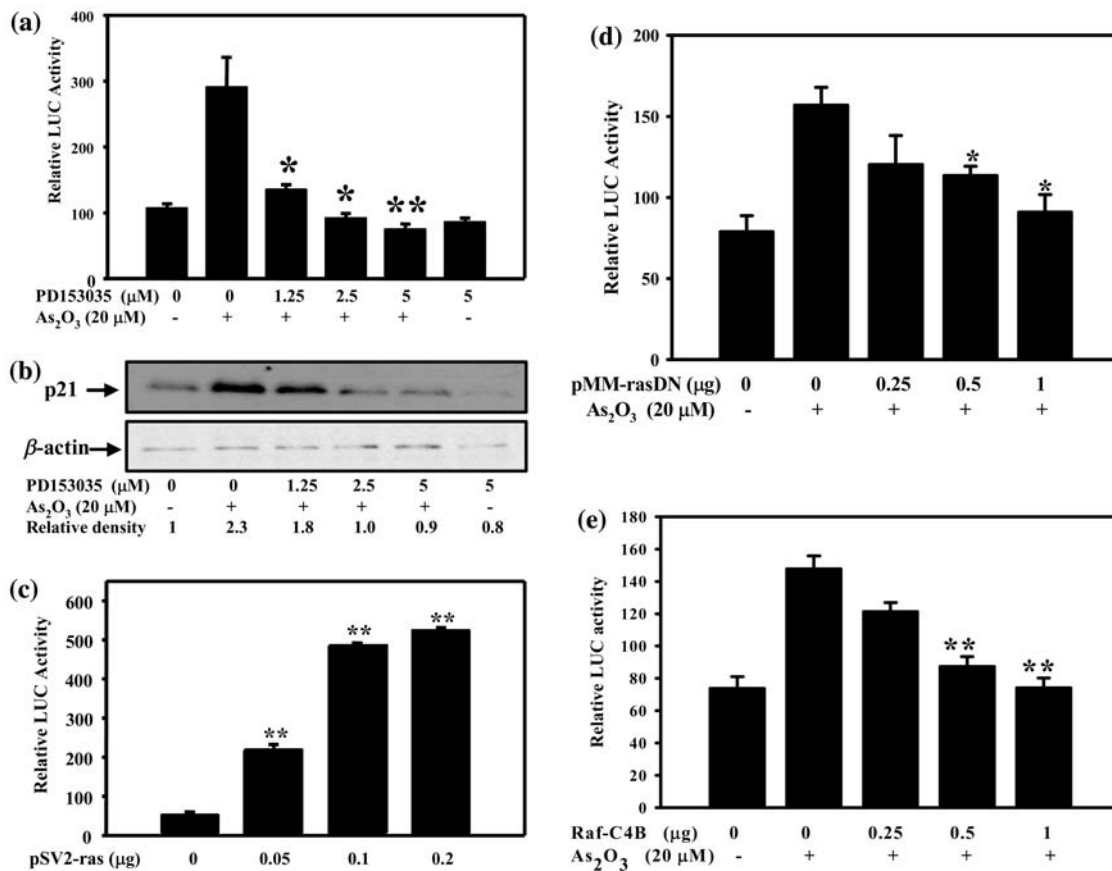 (a)
Relative LUC Activity
400
300
200
100
0
* * **
PD153035 (μM) 0 0 1.25 2.5 5 5
As₂O₃ (20 μM) - + + + + -
(b)
p21
β-actin
PD153035 (μM) 0 0 1.25 2.5 5 5
As₂O₃ (20 μM) - + + + + -
Relative density 1 2.3 1.8 1.0 0.9 0.8
(c)
Relative LUC Activity
600
500
400
300
200
100
0
** ** **
pSV2-ras (μg) 0 0.05 0.1 0.2
(d)
Relative LUC Activity
200
150
100
50
0
* *
pMM-rasDN (μg) 0 0 0.25 0.5 1
As₂O₃ (20 μM) - + + + +
(e)
Relative LUC activity
180
160
140
120
100
80
60
40
20
0
** **
Raf-C4B (μg) 0 0 0.25 0.5 1
As₂O₃ (20 μM) - + + + +